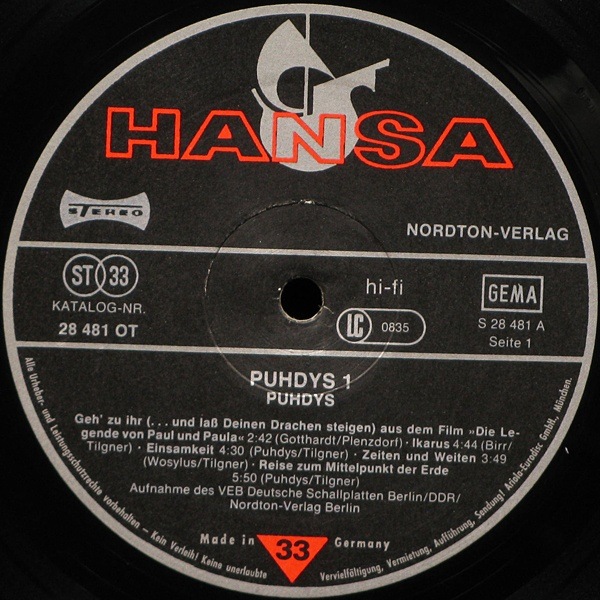 HANSA
STEREO
NORDTON-VERLAG
ST 33
KATALOG-NR.
28 481 OT
hi-fi
LC 0835
GEMA
S 28 481 A
Seite 1
PUHDYS 1
PUHDYS
Geh' zu ihr (... und laß Deinen Drachen steigen) aus dem Film »Die Le-
gende von Paul und Paula« 2:42 (Gotthardt/Plenzdorf) · Ikarus 4:44 (Birr/
Tilgner) · Einsamkeit 4:30 (Puhdys/Tilgner) · Zeiten und Weiten 3:49
(Wosylus/Tilgner) · Reise zum Mittelpunkt der Erde
5:50 (Puhdys/Tilgner)
Aufnahme des VEB Deutsche Schallplatten Berlin/DDR/
Nordton-Verlag Berlin
Made in 33 Germany
Alle Urheber- und Leistungsschutzrechte vorbehalten – Kein Verleih! Keine unerlaubte Vervielfältigung, Vermietung, Aufführung, Sendung! Ariola-Eurodisc GmbH, München.